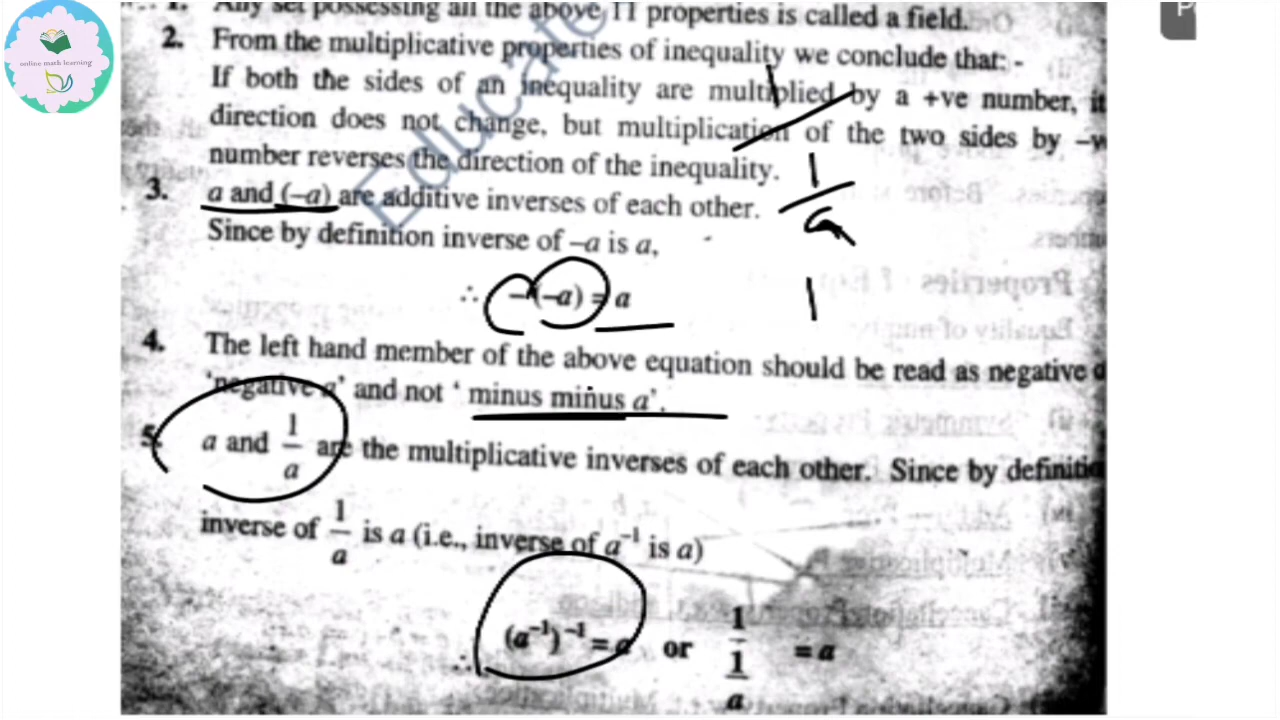 online math learning
P
1. Any set possessing all the above 11 properties is called a field.
2. From the multiplicative properties of inequality we conclude that: -
If both the sides of an inequality are multiplied by a +ve number, it
direction does not change, but multiplication of the two sides by –v
number reverses the direction of the inequality.
3. a and (–a) are additive inverses of each other.
Since by definition inverse of –a is a,
∴ –(–a) = a
4. The left hand member of the above equation should be read as negative o
'negative a' and not ' minus minus a'.
5. a and 1/a are the multiplicative inverses of each other. Since by definitio
inverse of 1/a is a (i.e., inverse of a⁻¹ is a)
∴ (a⁻¹)⁻¹ = a or 1/(1/a) = a
Educate
1/a
1